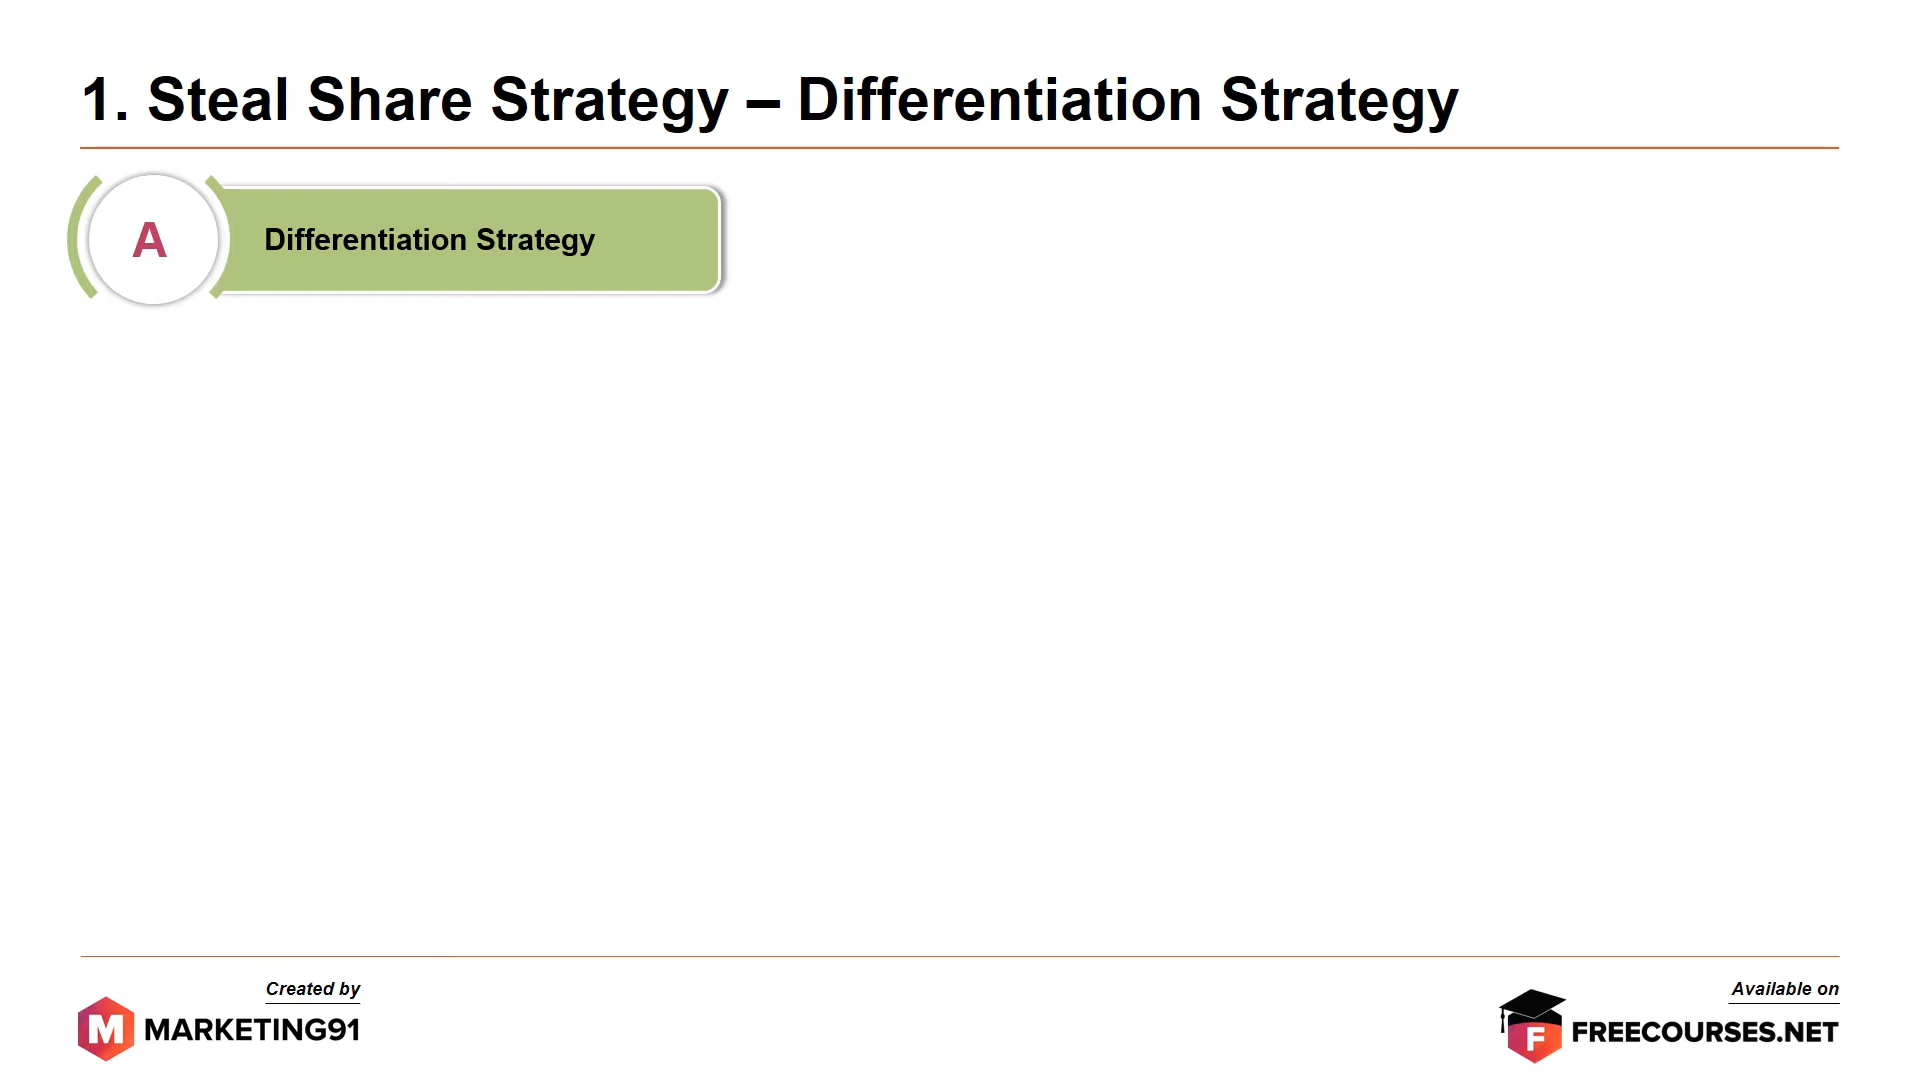 1. Steal Share Strategy – Differentiation Strategy
A
Differentiation Strategy
Created by
M MARKETING91
Available on
F FREECOURSES.NET